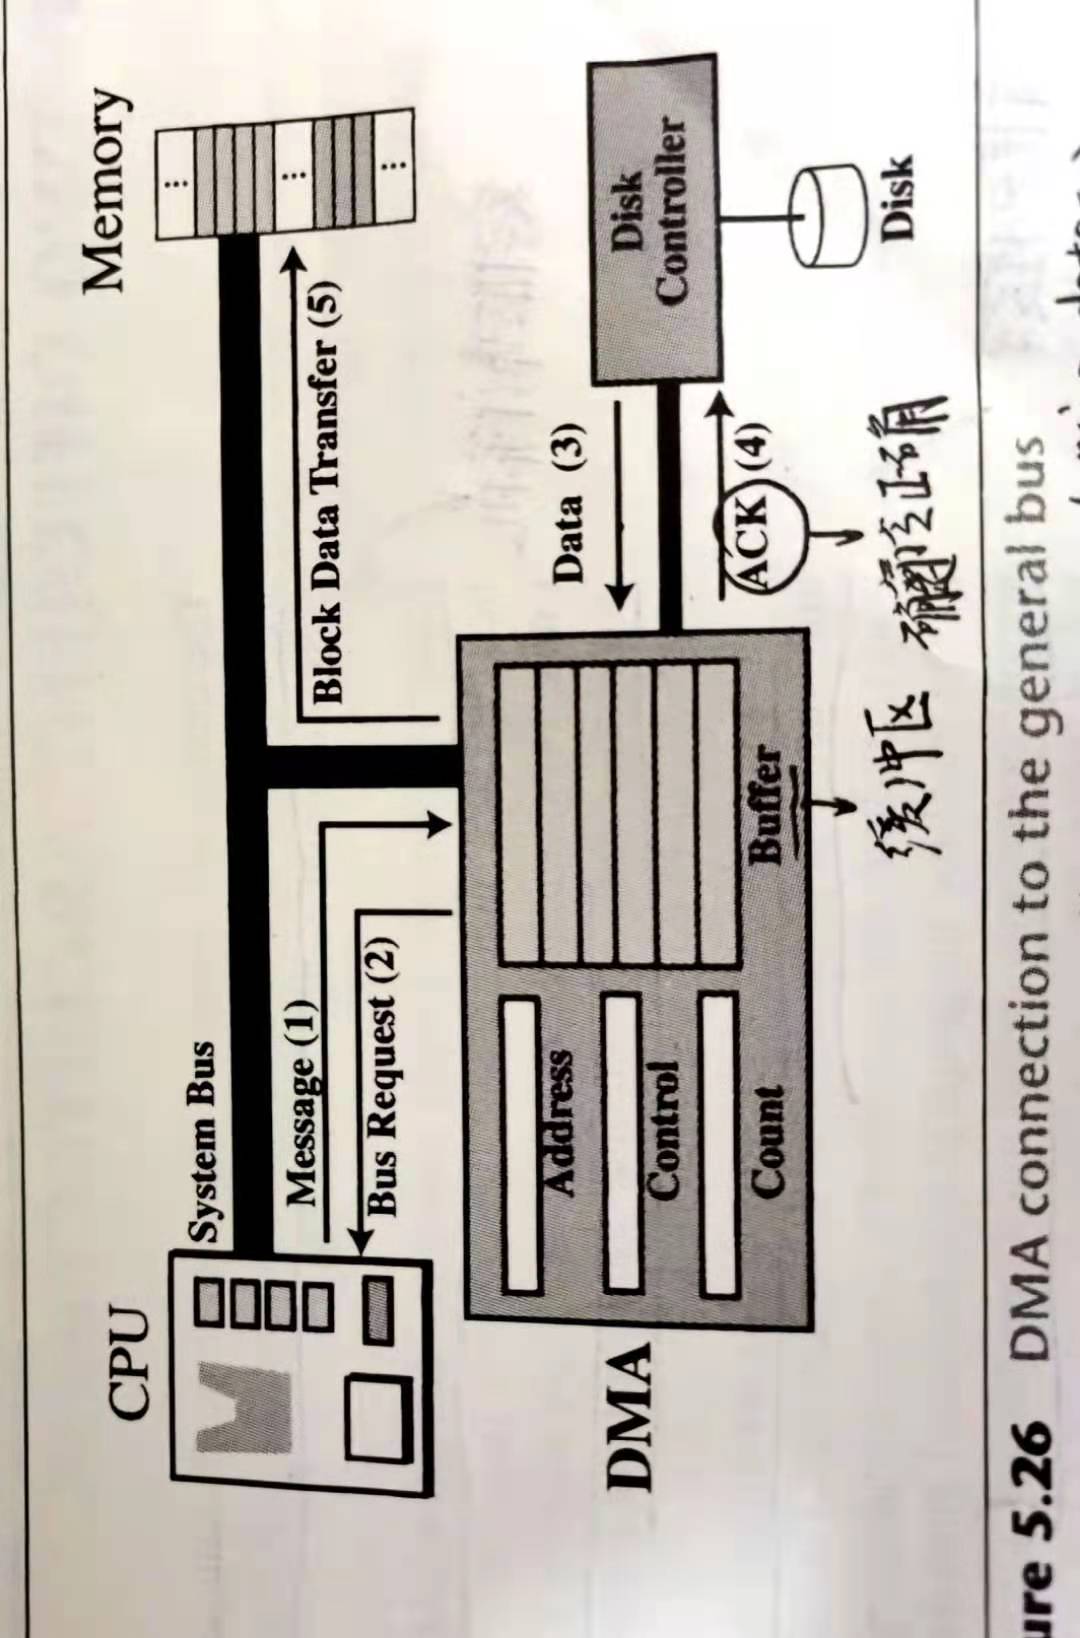 CPU
Memory
System Bus
Message (1)
Block Data Transfer (5)
Bus Request (2)
DMA
Address
Control
Count
Buffer
Data (3)
Disk
Controller
ACK (4)
缓冲区
正确
Disk
ure 5.26 DMA connection to the general bus